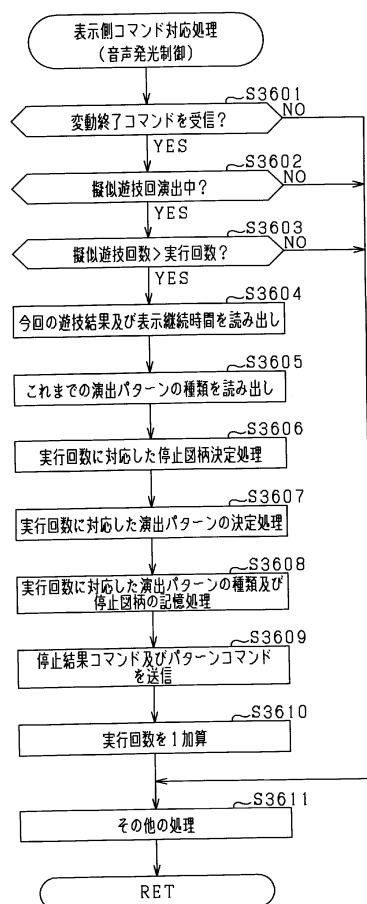 表示側コマンド対応処理
(音声発光制御)
S3601
変動終了コマンドを受信?
NO
YES
S3602
擬似遊技回演出中?
NO
YES
S3603
擬似遊技回数>実行回数?
NO
YES
S3604
今回の遊技結果及び表示継続時間を読み出し
S3605
これまでの演出パターンの種類を読み出し
S3606
実行回数に対応した停止図柄決定処理
S3607
実行回数に対応した演出パターンの決定処理
S3608
実行回数に対応した演出パターンの種類及び
停止図柄の記憶処理
S3609
停止結果コマンド及びパターンコマンド
を送信
S3610
実行回数を1加算
S3611
その他の処理
RET